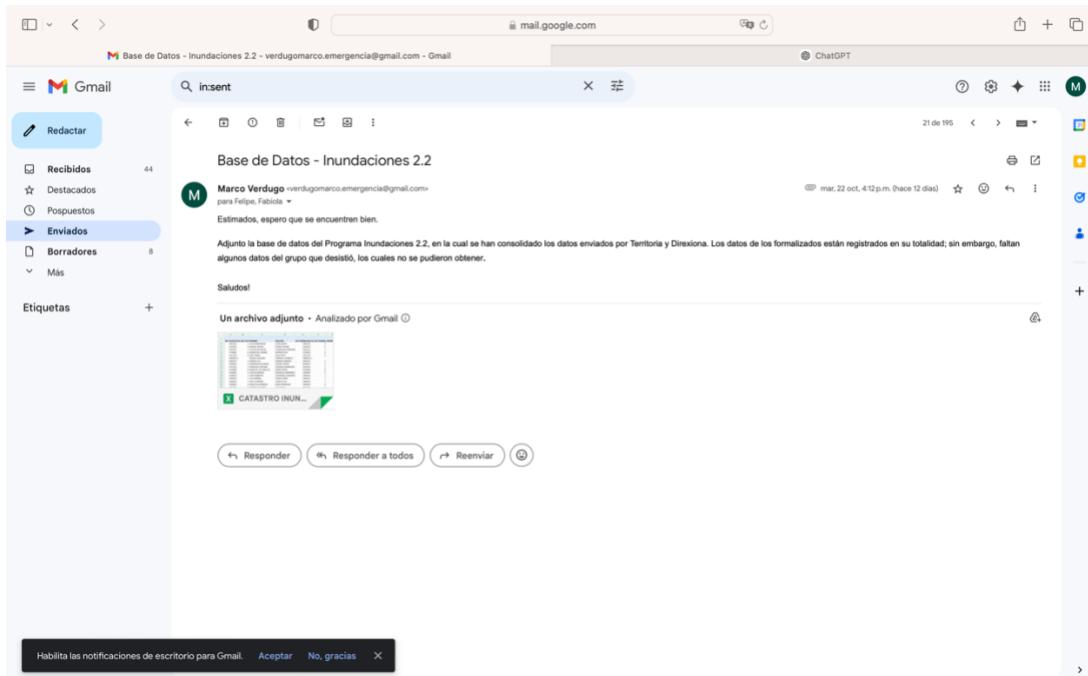 mail.google.com
Base de Datos - Inundaciones 2.2 - verdugomarco.emergencia@gmail.com - Gmail
ChatGPT
Gmail
in:sent
M
Redactar
21 de 195
Recibidos 44
Destacados
Pospuestos
Enviados
Borradores 8
Más
Etiquetas
Base de Datos - Inundaciones 2.2
M
Marco Verdugo <verdugomarco.emergencia@gmail.com>
mar, 22 oct, 4:12 p.m. (hace 12 días)
para Felipe, Fabiola
Estimados, espero que se encuentren bien.
Adjunto la base de datos del Programa Inundaciones 2.2, en la cual se han consolidado los datos enviados por Territoria y Direxiona. Los datos de los formalizados están registrados en su totalidad; sin embargo, faltan
algunos datos del grupo que desistió, los cuales no se pudieron obtener.
Saludos!
Un archivo adjunto • Analizado por Gmail
X CATASTRO INUN...
Responder
Responder a todos
Reenviar
Habilita las notificaciones de escritorio para Gmail. Aceptar No, gracias